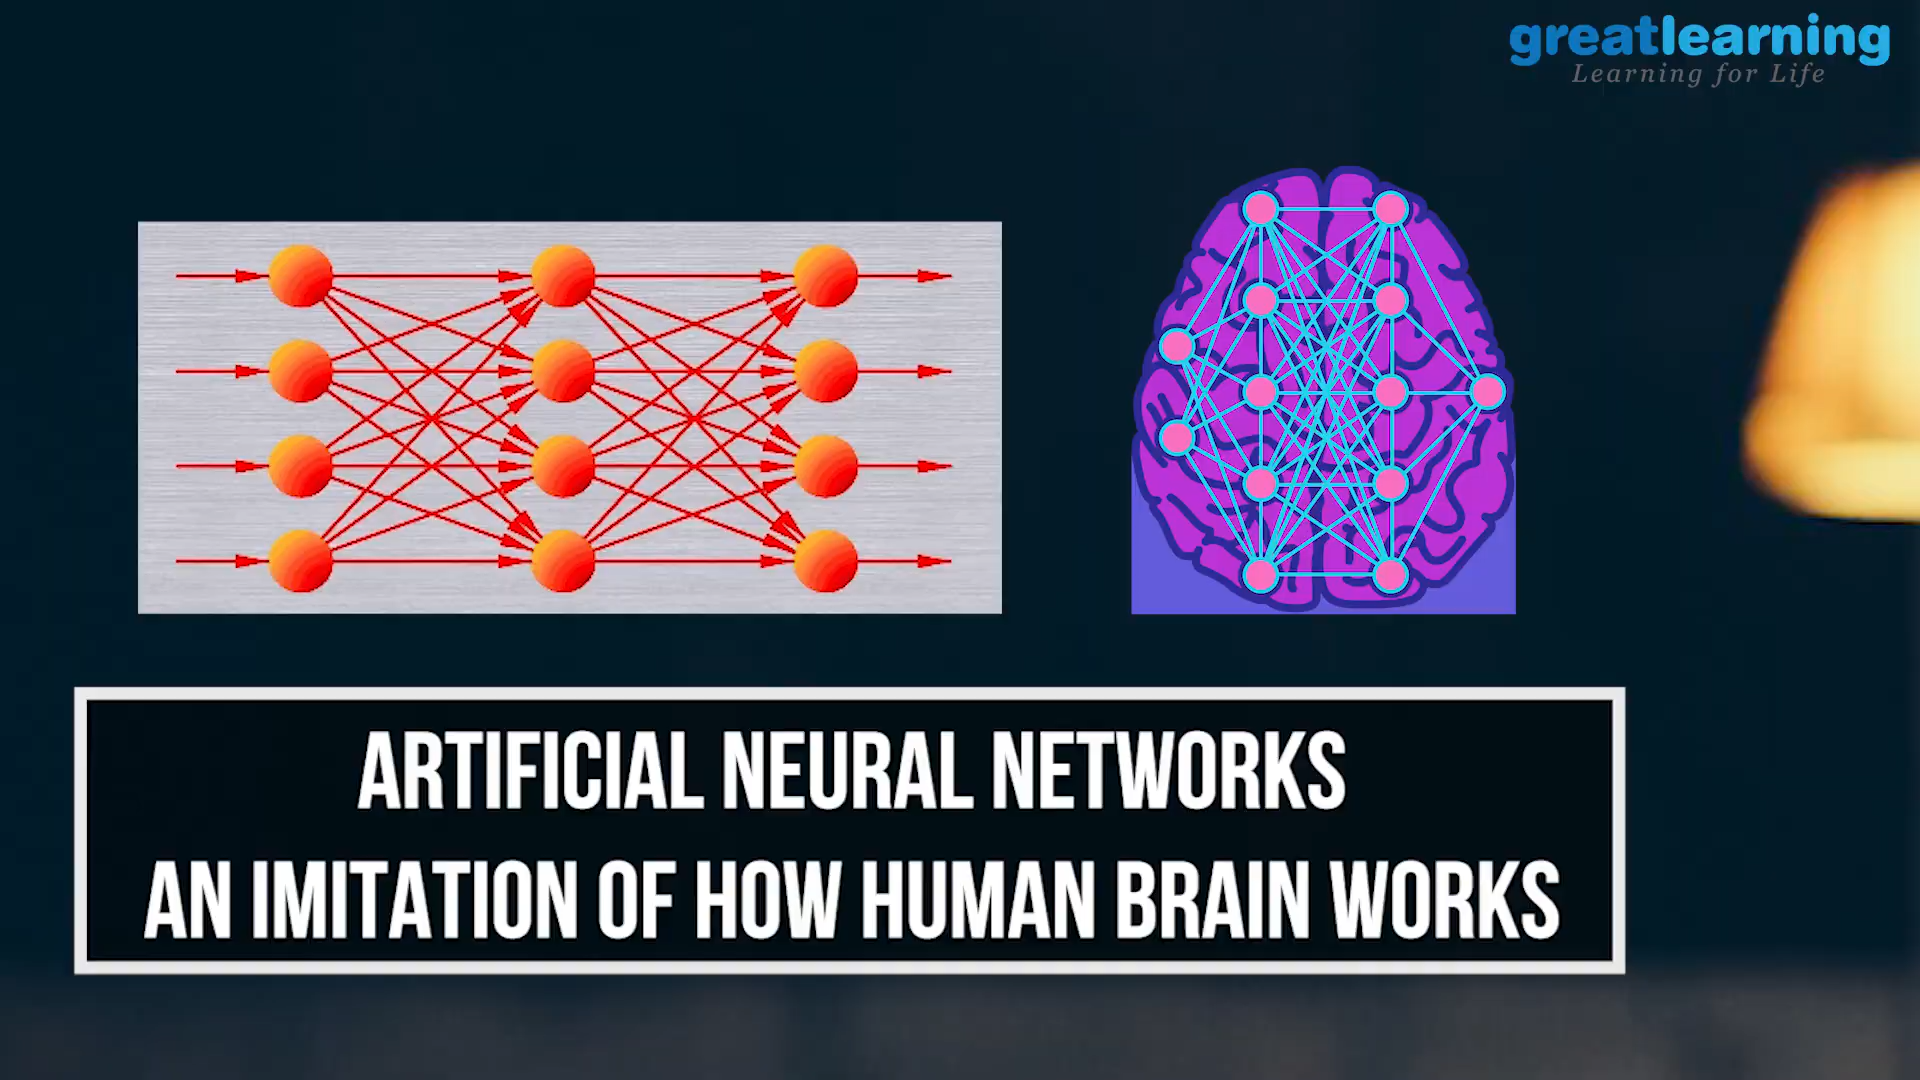 greatlearning
Learning for Life
ARTIFICIAL NEURAL NETWORKS
AN IMITATION OF HOW HUMAN BRAIN WORKS